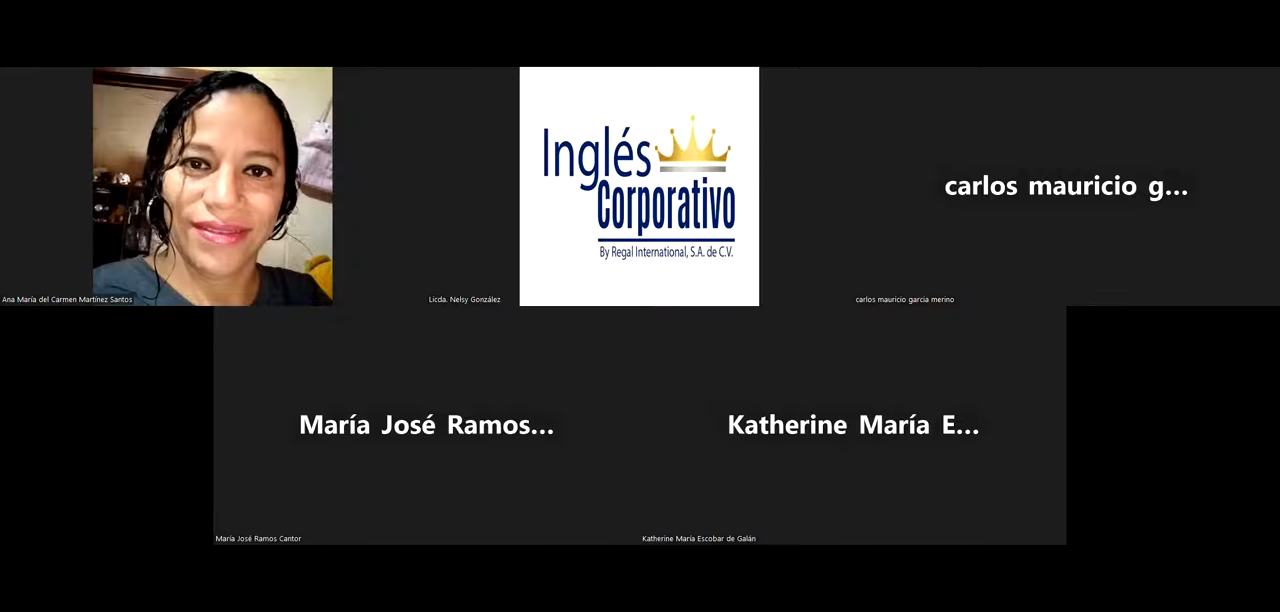 Inglés
Corporativo
By Regal International, S.A. de C.V.
carlos mauricio g...
Ana María del Carmen Martínez Santos
Licda. Nelsy González
carlos mauricio garcia merino
María José Ramos...
Katherine María E...
María José Ramos Cantor
Katherine María Escobar de Galán